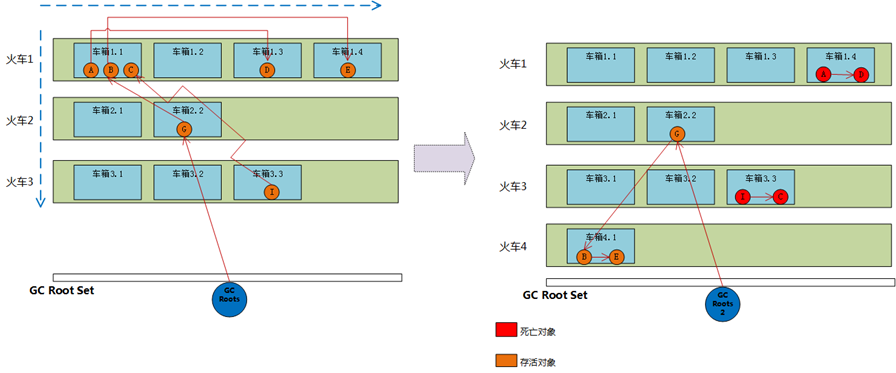 火车1
车箱1.1
车箱1.2
车箱1.3
车箱1.4
A
B
C
D
E
火车2
车箱2.1
车箱2.2
G
火车3
车箱3.1
车箱3.2
车箱3.3
I
GC Root Set
GC
Roots
火车1
车箱1.1
车箱1.2
车箱1.3
车箱1.4
A
D
火车2
车箱2.1
车箱2.2
G
火车3
车箱3.1
车箱3.2
车箱3.3
I
C
火车4
车箱4.1
B
E
GC Root Set
GC
Roots
2
死亡对象
存活对象